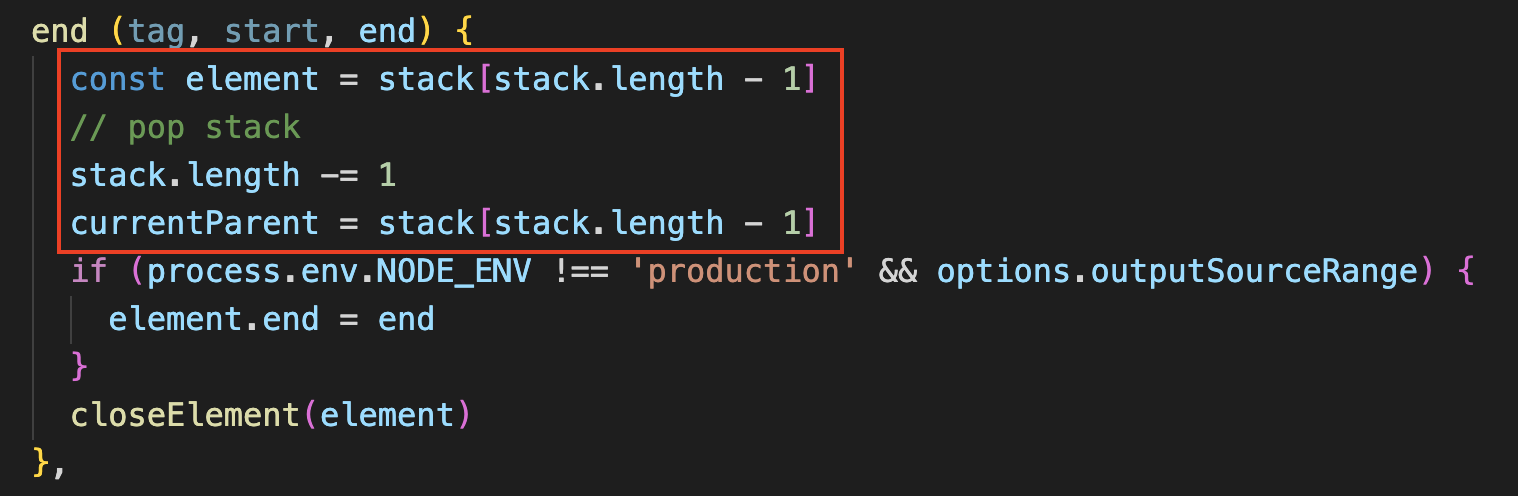 end (tag, start, end) {
const element = stack[stack.length - 1]
// pop stack
stack.length -= 1
currentParent = stack[stack.length - 1]
if (process.env.NODE_ENV !== 'production' && options.outputSourceRange) {
element.end = end
}
closeElement(element)
},